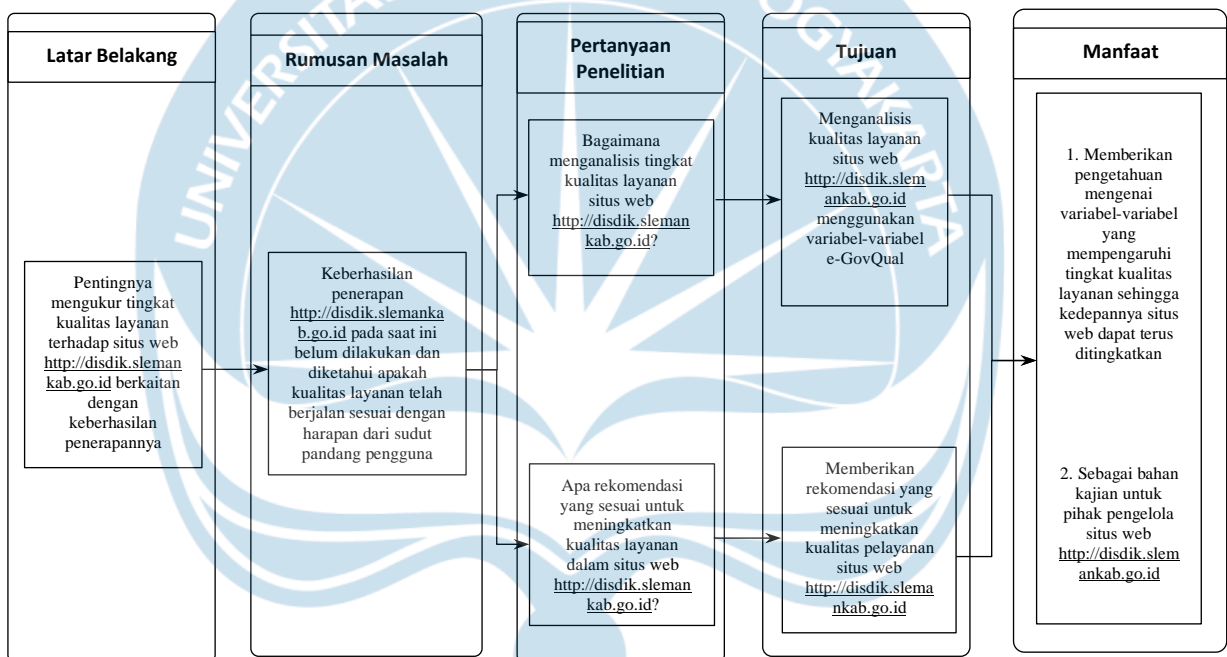 Latar Belakang
Pentingnya
mengukur tingkat
kualitas layanan
terhadap situs web
http://disdik.sleman
kab.go.id berkaitan
dengan
keberhasilan
penerapannya
Rumusan Masalah
Keberhasilan
penerapan
http://disdik.slemanka
b.go.id pada saat ini
belum dilakukan dan
diketahui apakah
kualitas layanan telah
berjalan sesuai dengan
harapan dari sudut
pandang pengguna
Pertanyaan
Penelitian
Bagaimana
menganalisis tingkat
kualitas layanan
situs web
http://disdik.sleman
kab.go.id?
Apa rekomendasi
yang sesuai untuk
meningkatkan
kualitas layanan
dalam situs web
http://disdik.sleman
kab.go.id?
Tujuan
Menganalisis
kualitas layanan
situs web
http://disdik.slem
ankab.go.id
menggunakan
variabel-variabel
e-GovQual
Memberikan
rekomendasi yang
sesuai untuk
meningkatkan
kualitas pelayanan
situs web
http://disdik.slema
nkab.go.id
Manfaat
1. Memberikan
pengetahuan
mengenai
variabel-variabel
yang
mempengaruhi
tingkat kualitas
layanan sehingga
kedepannya situs
web dapat terus
ditingkatkan
2. Sebagai bahan
kajian untuk
pihak pengelola
situs web
http://disdik.slem
ankab.go.id